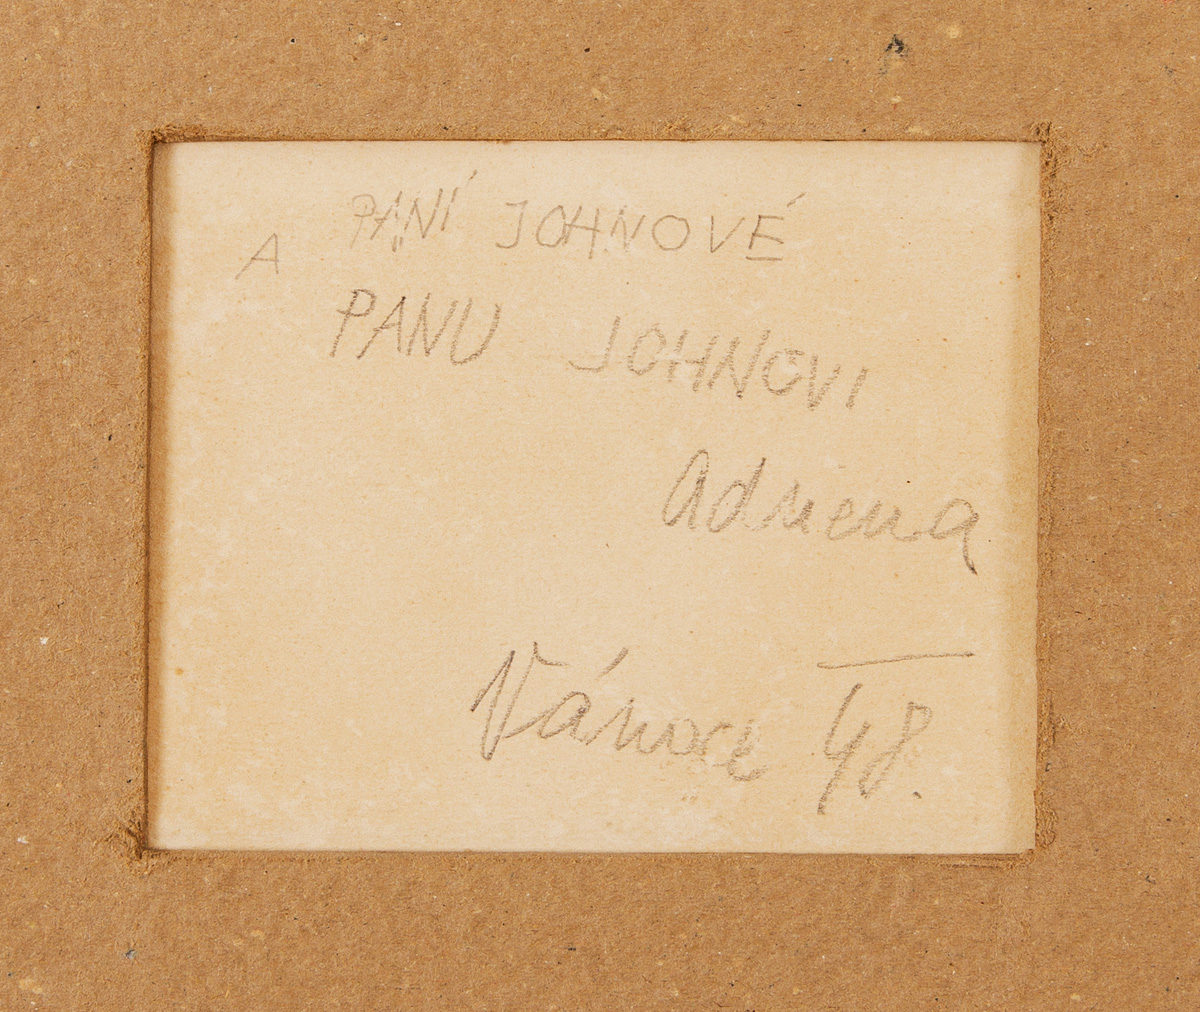 PANÍ JOHNOVÉ
A
PANU JOHNOVI
Adriena
Vánoce 48.